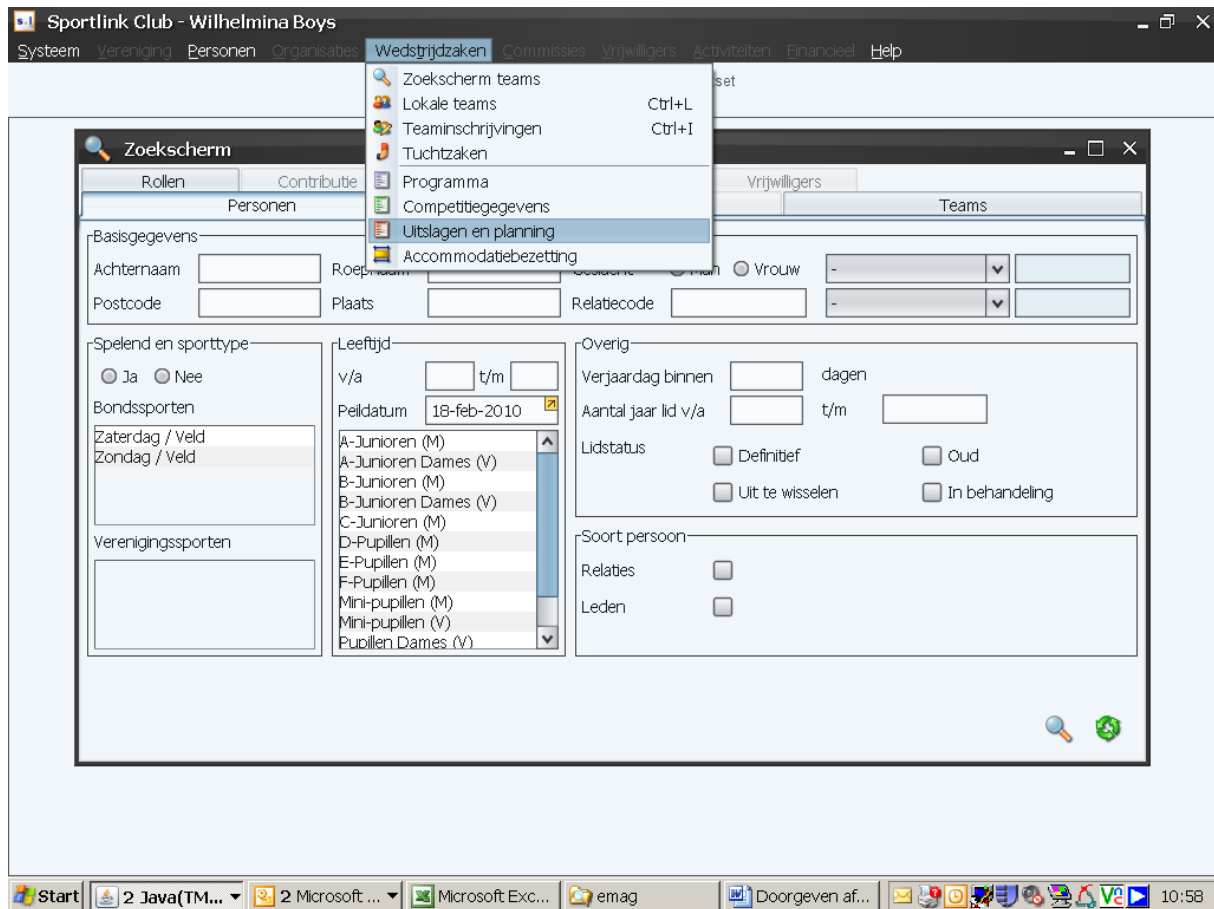 s.l Sportlink Club - Wilhelmina Boys
Systeem Vereniging Personen Organisaties Wedstrijdzaken Commissies Vrijwilligers Activiteiten Financieel Help
Zoekscherm teams
Lokale teams Ctrl+L
Teaminschrijvingen Ctrl+I
Tuchtzaken
Programma
Competitiegegevens
Uitslagen en planning
Accommodatiebezetting
Zoekscherm
Rollen Contributie Vrijwilligers
Personen Teams
Basisgegevens
Achternaam Roepnaam Geslacht Man Vrouw -
Postcode Plaats Relatiecode -
Spelend en sporttype
Ja Nee
Bondssporten
Zaterdag / Veld
Zondag / Veld
Verenigingssporten
Leeftijd
v/a t/m
Peildatum 18-feb-2010
A-Junioren (M)
A-Junioren Dames (V)
B-Junioren (M)
B-Junioren Dames (V)
C-Junioren (M)
D-Pupillen (M)
E-Pupillen (M)
F-Pupillen (M)
Mini-pupillen (M)
Mini-pupillen (V)
Pupillen Dames (V)
Overig
Verjaardag binnen dagen
Aantal jaar lid v/a t/m
Lidstatus Definitief Oud
Uit te wisselen In behandeling
Soort persoon
Relaties
Leden
Start 2 Java(TM... 2 Microsoft ... Microsoft Exc... emag Doorgeven af... 10:58